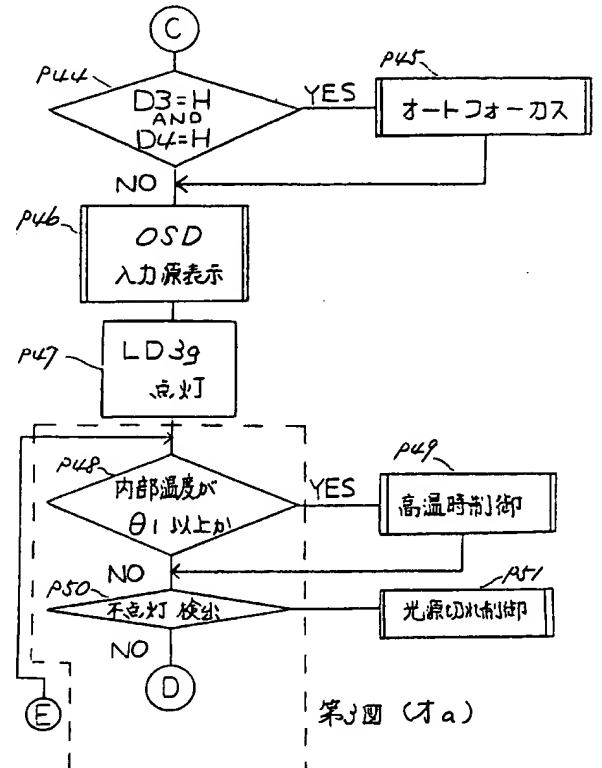 C
P44
D3=H
AND
D4=H
YES
P45
オートフォーカス
NO
P46
OSD
入力源表示
P47
LD3g
点灯
P48
内部温度が
θ1以上か
YES
P49
高温時制御
NO
P50
不点灯検出
P51
光源切れ制御
NO
D
E
第3図(オa)